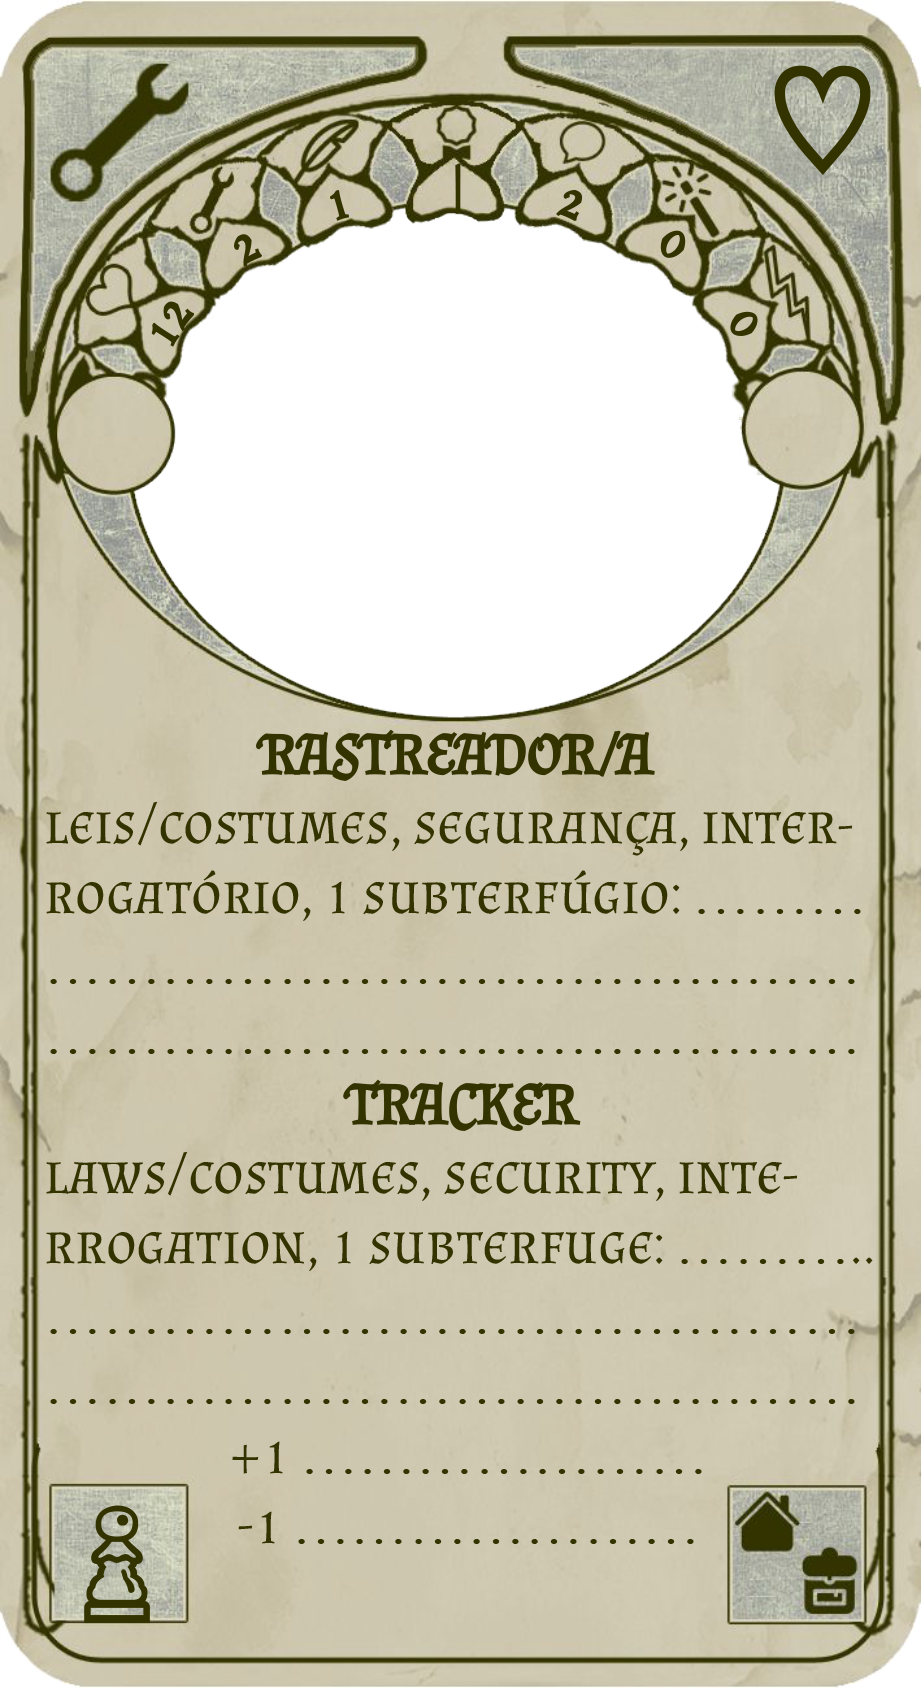 12
2
1
2
0
0
RASTREADOR/A
LEIS/COSTUMES, SEGURANÇA, INTER-
ROGATÓRIO, 1 SUBTERFÚGIO: .........
..........................................
..........................................
TRACKER
LAWS/COSTUMES, SECURITY, INTE-
RROGATION, 1 SUBTERFUGE: ...........
..........................................
..........................................
+1 .....................
-1 .....................